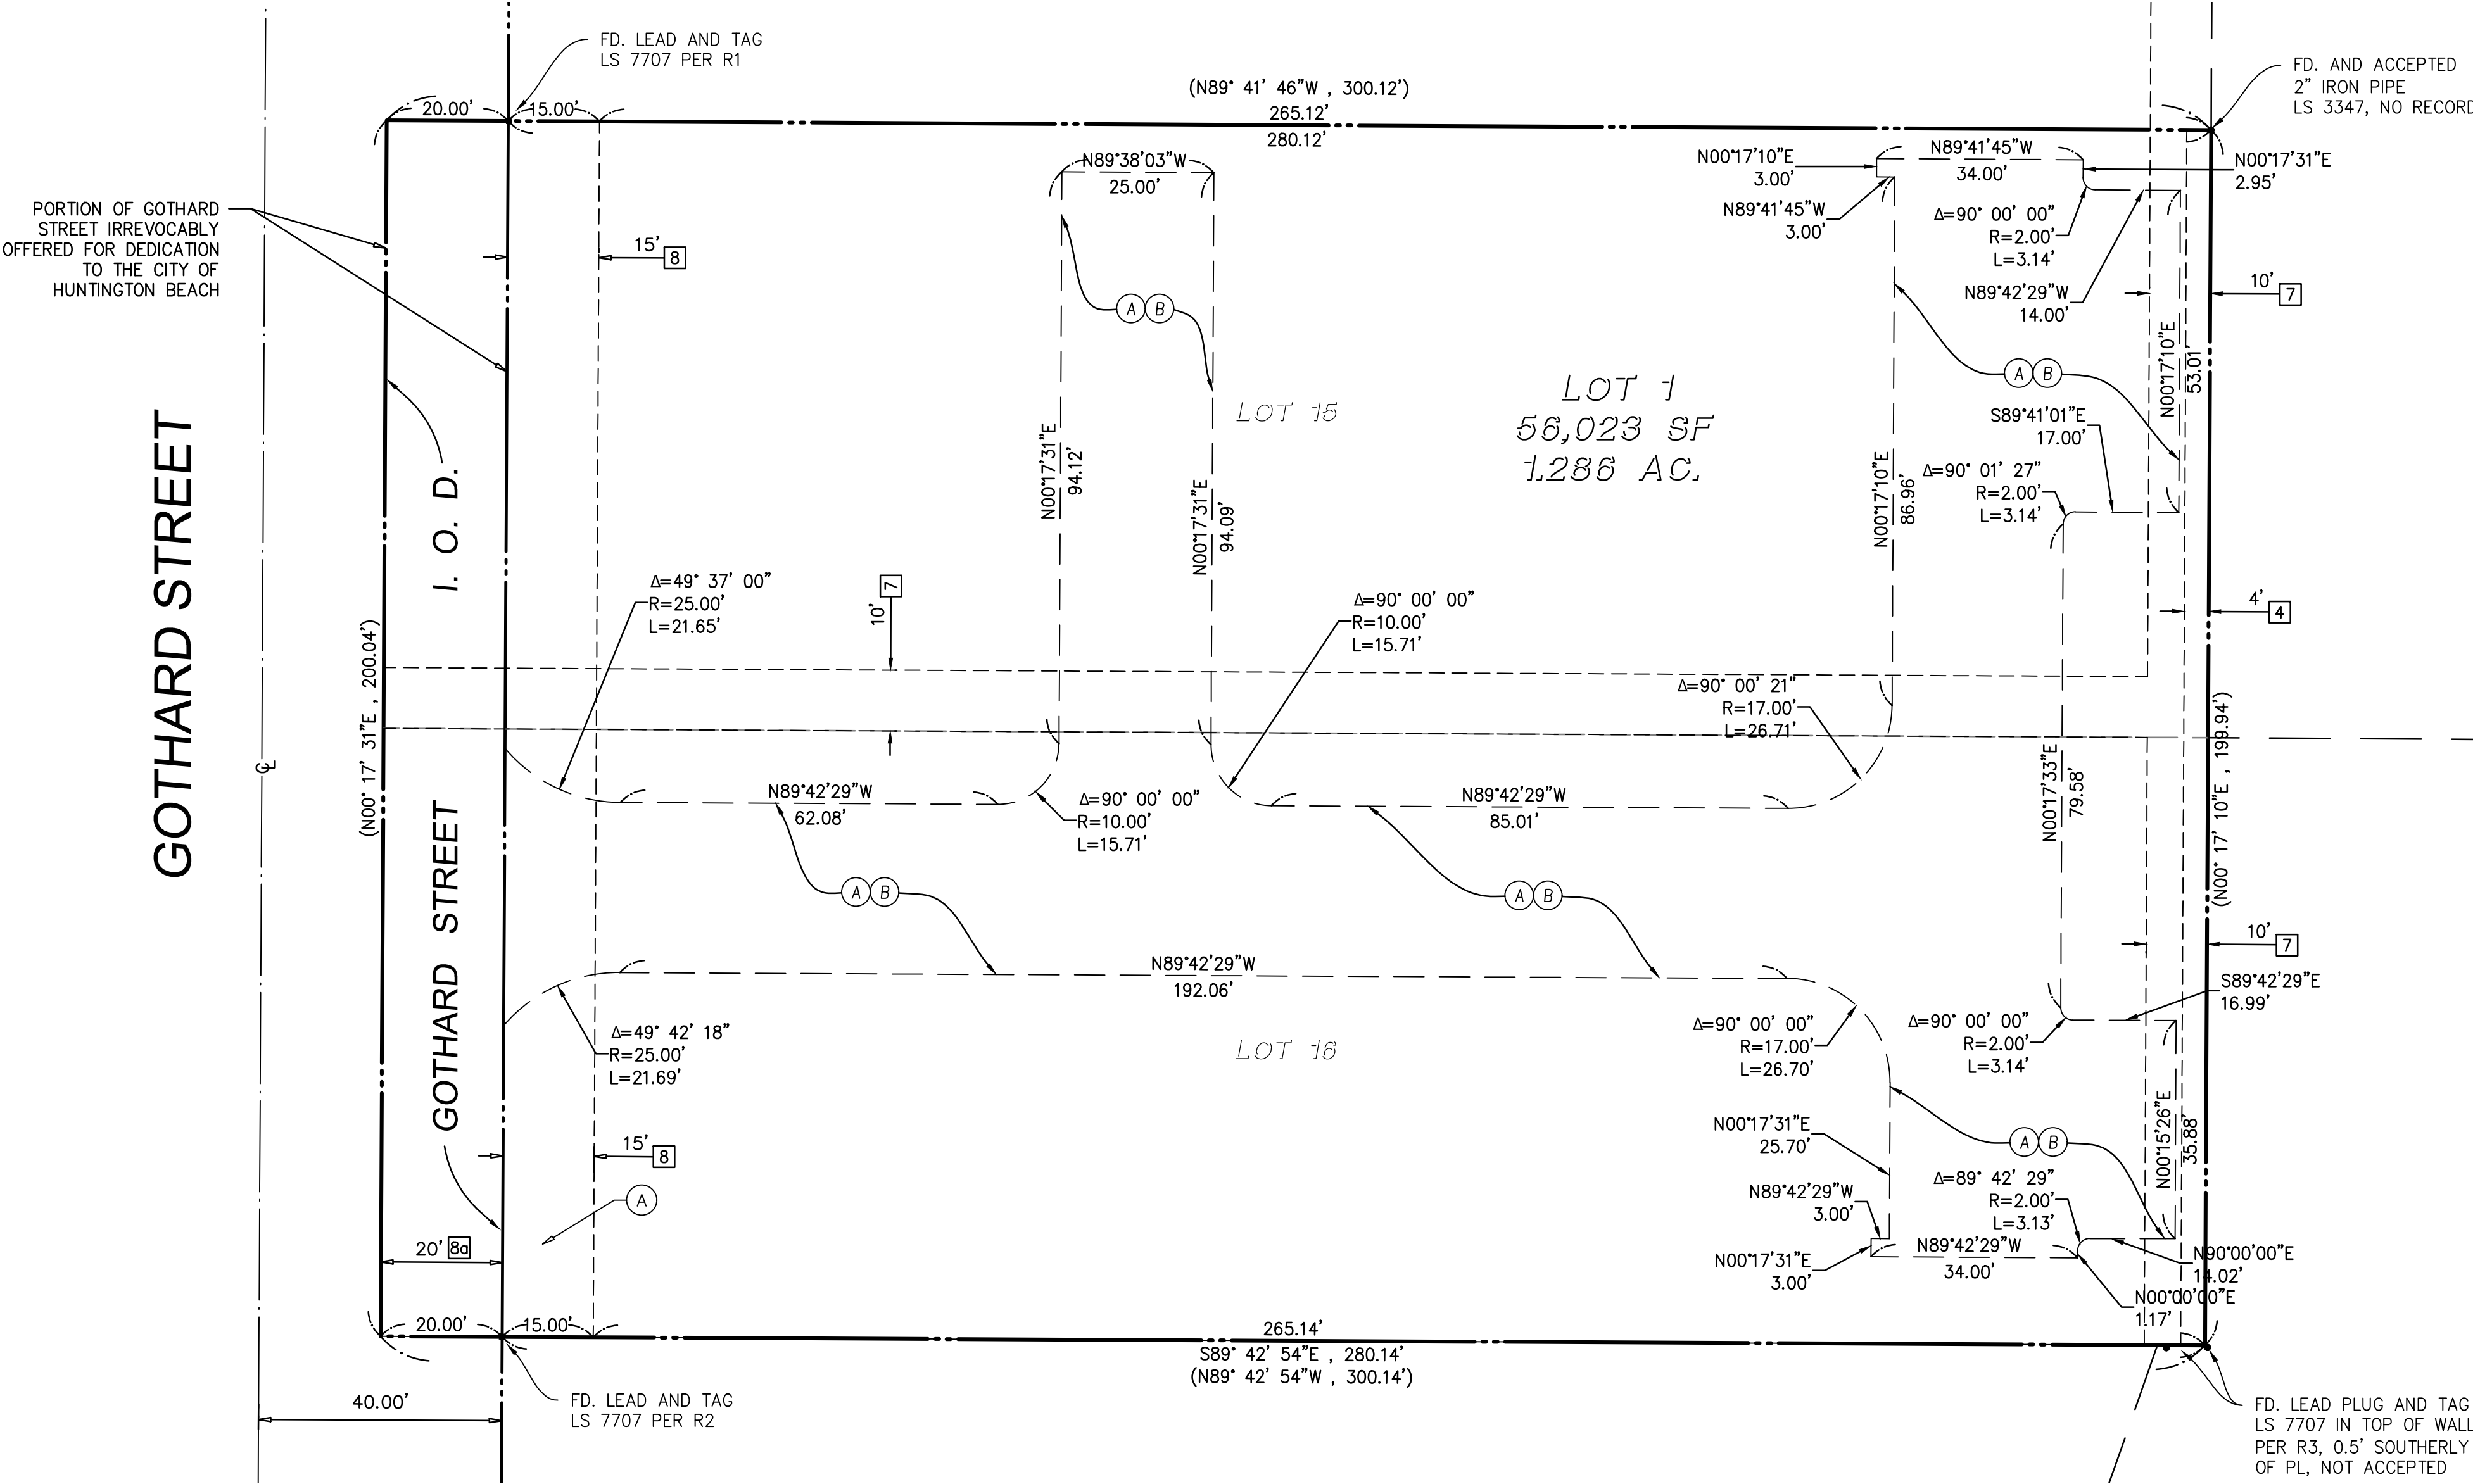 FD. LEAD AND TAG
LS 7707 PER R1
FD. AND ACCEPTED
2" IRON PIPE
LS 3347, NO RECORD
(N89° 41' 46"W , 300.12')
265.12'
280.12'
20.00'
15.00'
N89°38'03"W
25.00'
N00°17'10"E
3.00'
N89°41'45"W
34.00'
N00°17'31"E
2.95'
N89°41'45"W
3.00'
Δ=90° 00' 00"
R=2.00'
L=3.14'
N89°42'29"W
14.00'
PORTION OF GOTHARD
STREET IRREVOCABLY
OFFERED FOR DEDICATION
TO THE CITY OF
HUNTINGTON BEACH
15'
8
10'
7
A B
A B
N00°17'10"E
53.01'
LOT 15
LOT 1
56,023 SF
1.286 AC.
S89°41'01"E
17.00'
Δ=90° 01' 27"
R=2.00'
L=3.14'
N00°17'31"E
94.12'
N00°17'31"E
94.09'
N00°17'10"E
86.96'
GOTHARD STREET
I. O. D.
Δ=49° 37' 00"
R=25.00'
L=21.65'
10'
7
Δ=90° 00' 00"
R=10.00'
L=15.71'
4'
4
(N00° 17' 31"E , 200.04')
Δ=90° 00' 21"
R=17.00'
L=26.71'
(N00° 17' 10"E , 199.94')
N00°17'33"E
79.58'
℄
N89°42'29"W
62.08'
Δ=90° 00' 00"
R=10.00'
L=15.71'
N89°42'29"W
85.01'
GOTHARD STREET
A B
A B
10'
7
N89°42'29"W
192.06'
S89°42'29"E
16.99'
Δ=49° 42' 18"
R=25.00'
L=21.69'
LOT 16
Δ=90° 00' 00"
R=17.00'
L=26.70'
Δ=90° 00' 00"
R=2.00'
L=3.14'
N00°15'26"E
35.88'
15'
8
N00°17'31"E
25.70'
A B
A
N89°42'29"W
3.00'
Δ=89° 42' 29"
R=2.00'
L=3.13'
20'
8a
N00°17'31"E
3.00'
N89°42'29"W
34.00'
N90°00'00"E
14.02'
N00°00'00"E
1.17'
20.00'
15.00'
265.14'
S89° 42' 54"E , 280.14'
(N89° 42' 54"W , 300.14')
40.00'
FD. LEAD AND TAG
LS 7707 PER R2
FD. LEAD PLUG AND TAG
LS 7707 IN TOP OF WALL
PER R3, 0.5' SOUTHERLY
OF PL, NOT ACCEPTED